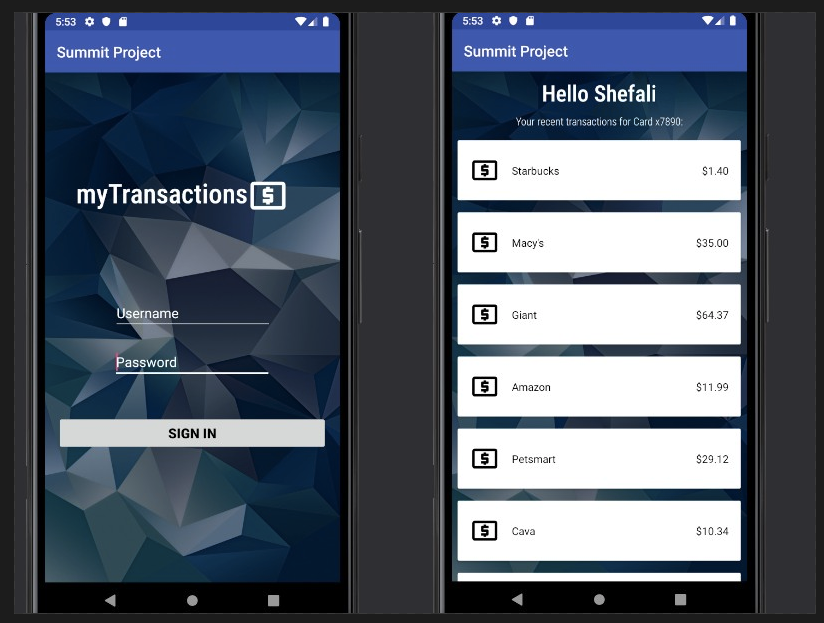 5:53
Summit Project
myTransactions
Username
Password
SIGN IN
5:53
Summit Project
Hello Shefali
Your recent transactions for Card x7890:
Starbucks $1.40
Macy's $35.00
Giant $64.37
Amazon $11.99
Petsmart $29.12
Cava $10.34